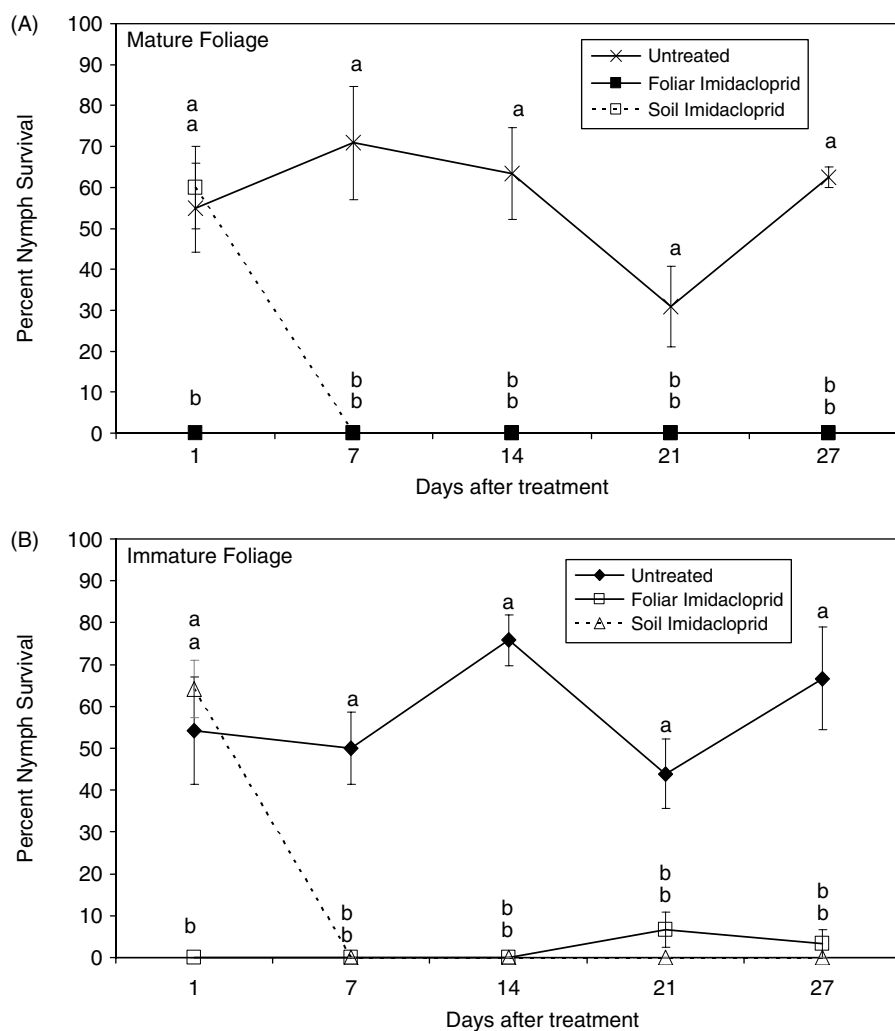 (A)
Mature Foliage
Untreated
Foliar Imidacloprid
Soil Imidacloprid
Percent Nymph Survival
100
90
80
70
60
50
40
30
20
10
0
a
a
a
a
a
a
b
b
b
b
b
b
b
b
b
1 7 14 21 27
Days after treatment
(B)
Immature Foliage
Untreated
Foliar Imidacloprid
Soil Imidacloprid
Percent Nymph Survival
100
90
80
70
60
50
40
30
20
10
0
a
a
a
a
a
a
b
b
b
b
b
b
b
b
b
1 7 14 21 27
Days after treatment